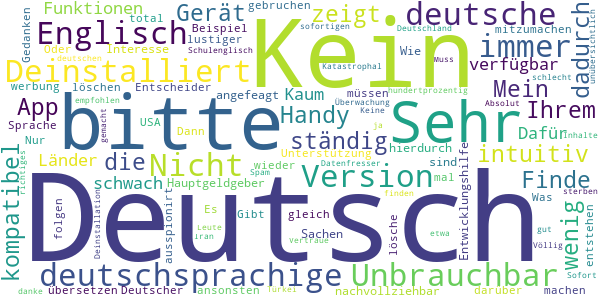 Funktionen
total
Gedanken
Beispiel
lustiger
Oder
Interesse
Schulenglisch
Englisch
Gerät
gebruchen
zeigt
sofortigen
Katastrophal
Kein
deutsche
Deutschland
mitzumachen
Wie
immer
verfügbar
dadurch
unübersichtlich
Deinstalliert
werbung
löschen
Entscheider
App
Sprache
Nur
USA
angefeagt
Kaum
müssen
Überwachung
Keine
hundertprozentig
Muss
schlecht
empfohlen
Absolut
Inhalte
Mein
Ihrem
Dafür
bitte
Handy
Sehr
ja
gemacht
Dann
Unterstützung
hierdurch
deutschen
ständig
intuitiv
kompatibel
Länder
die
Nicht
Version
Datenfresser
wieder
mal
sind
Entwicklungshilfe
wenig
Finde
Was
sterben
richtiges
Schwach
Hauptgeldgeber
Spam
finden
folgen
Deinstallation
ausspioniert
Es
Gibt
gleich
Leute
Iran
Sachen
Vertraue
lösche
etwa
gut
Völlig
entstehen
Deutsch
deutschsprachige
Unbrauchbar
danke
übersetzen
Deutscher
ansonsten
Türkei
nachvollziehbar
darüber
machen
Sofort